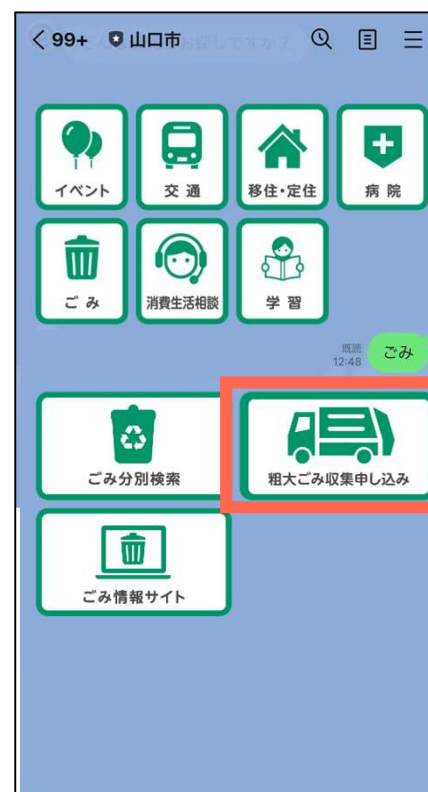 99+ 山口市
イベント
交通
移住・定住
病院
ごみ
消費生活相談
学習
既読
12:48
ごみ
ごみ分別検索
粗大ごみ収集申し込み
ごみ情報サイト